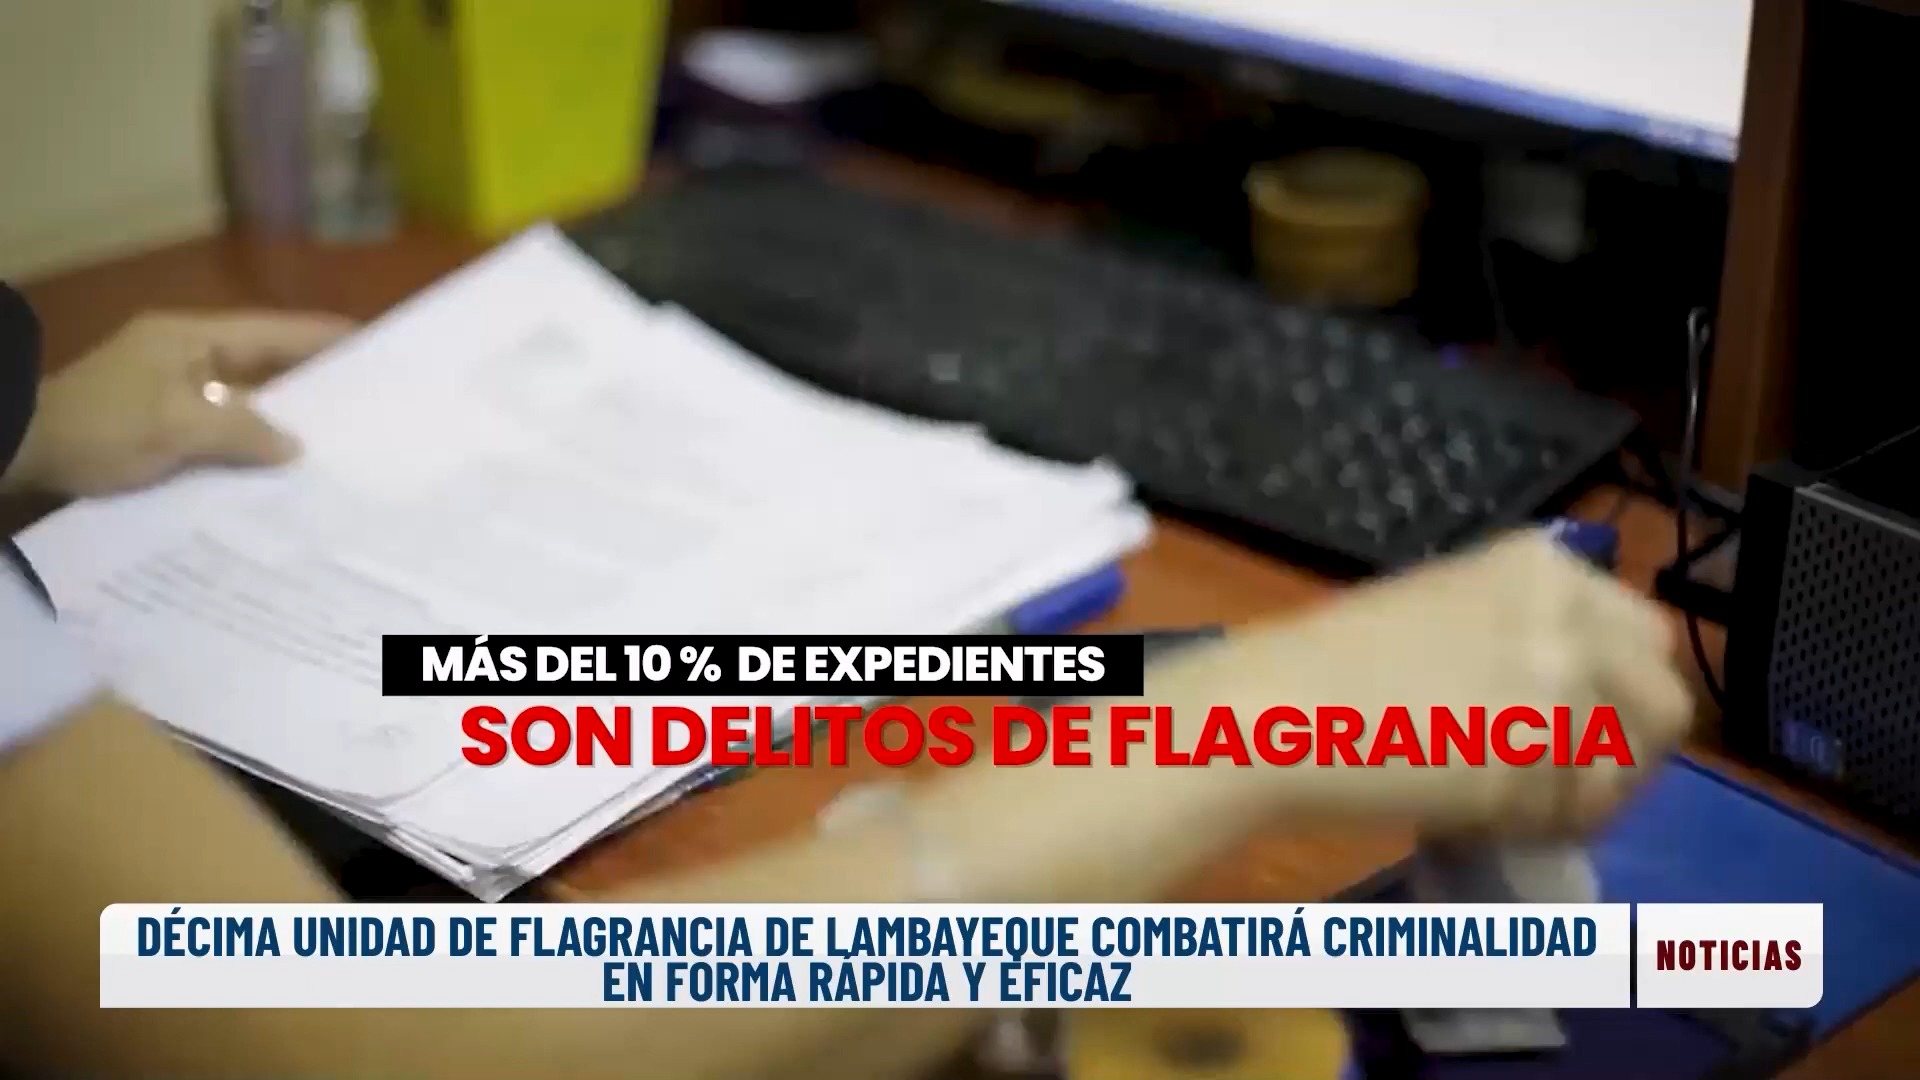 MÁS DEL 10 % DE EXPEDIENTES
SON DELITOS DE FLAGRANCIA
DÉCIMA UNIDAD DE FLAGRANCIA DE LAMBAYEQUE COMBATIRÁ CRIMINALIDAD
EN FORMA RÁPIDA Y EFICAZ
NOTICIAS